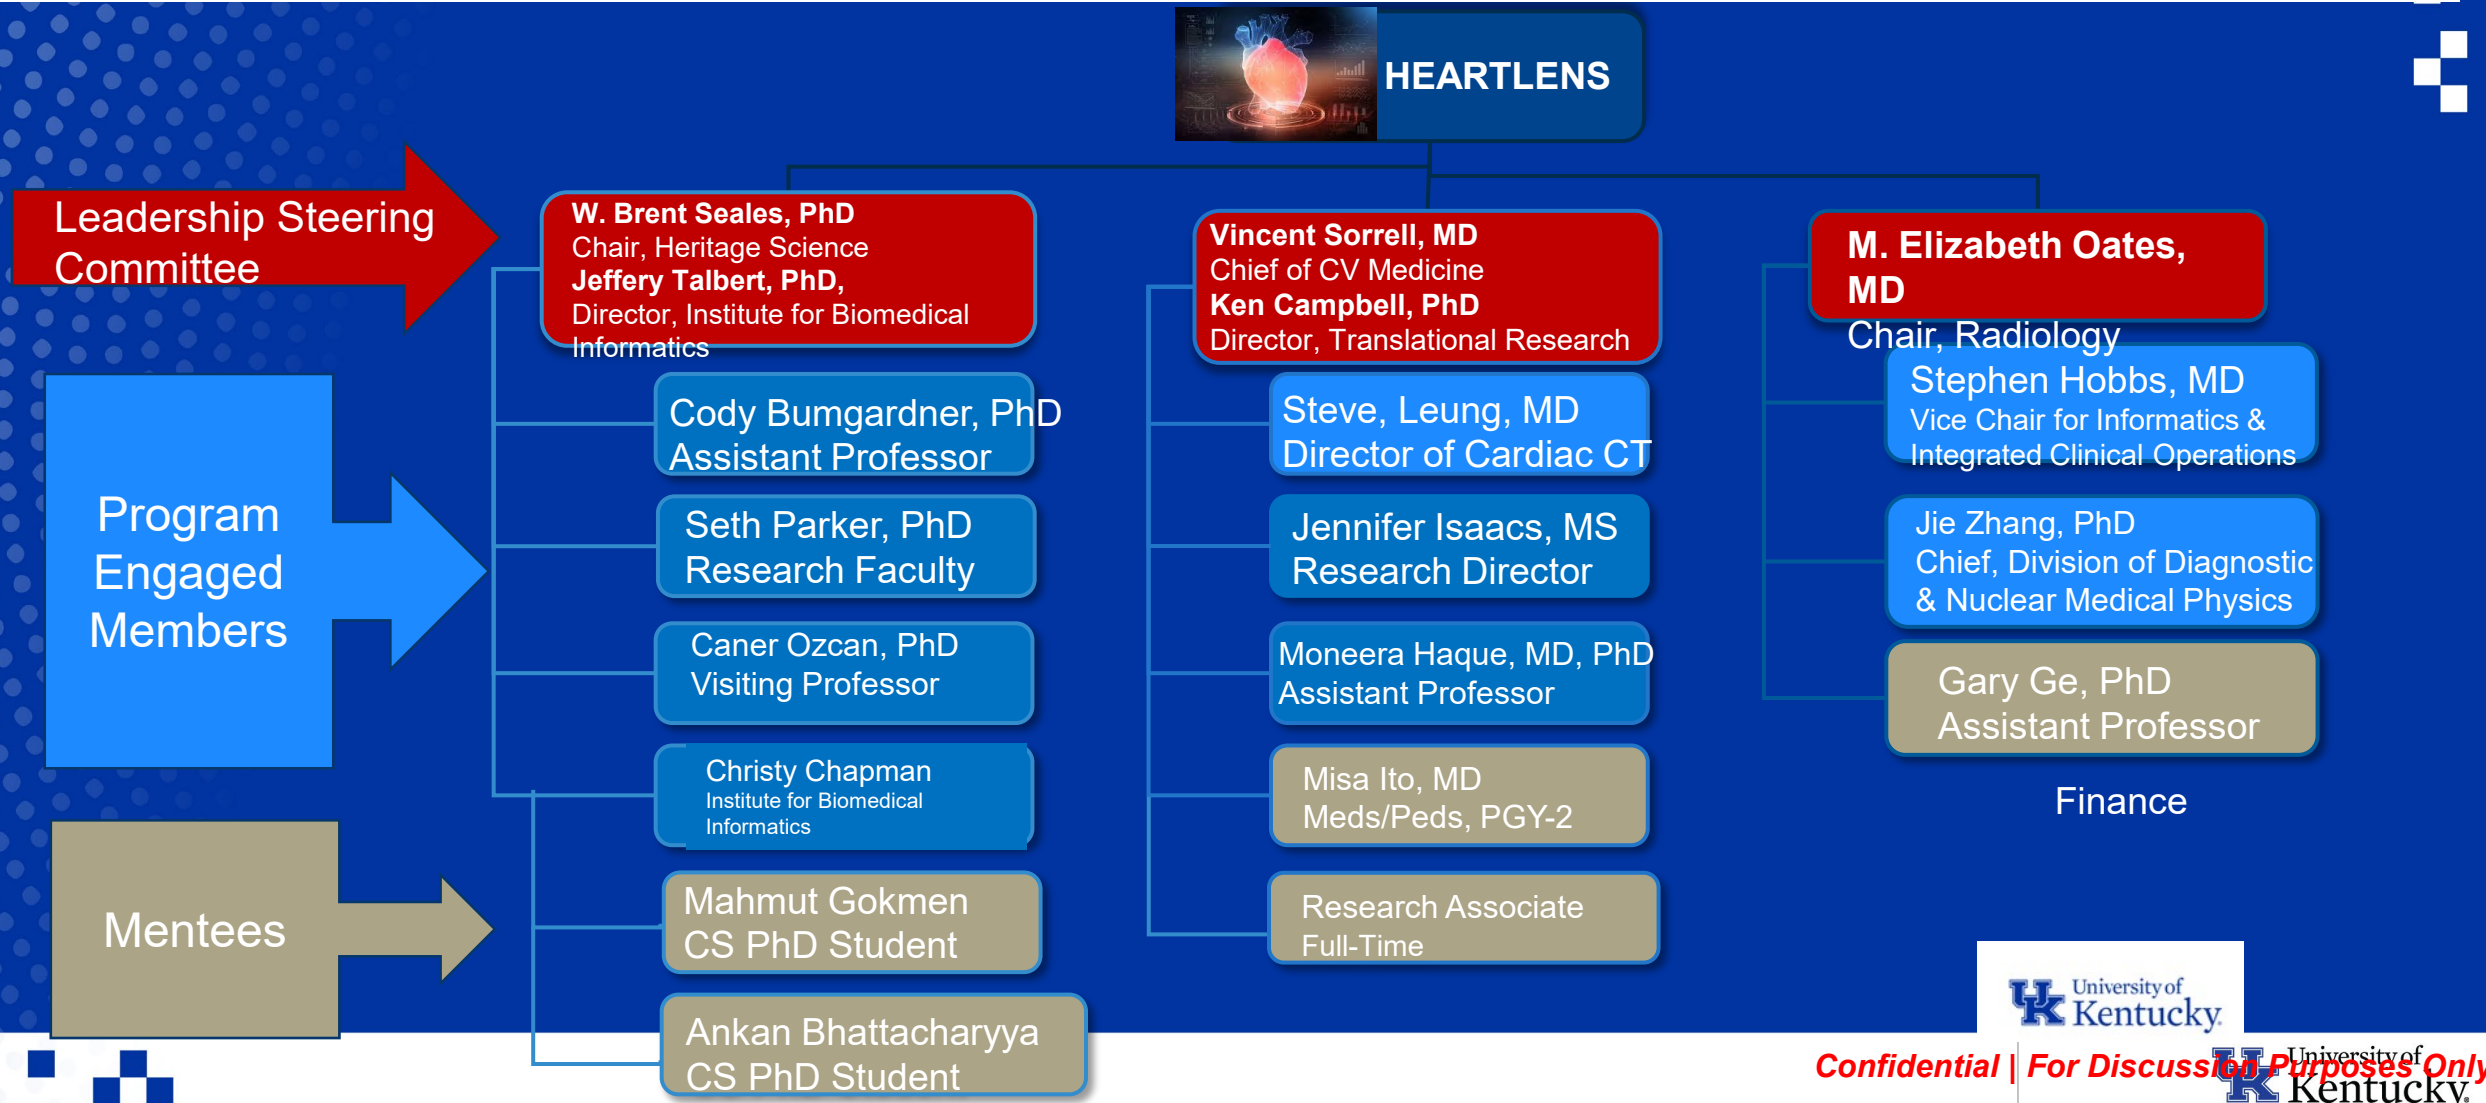 HEARTLENS
Leadership Steering
Committee
W. Brent Seales, PhD
Chair, Heritage Science
Jeffery Talbert, PhD,
Director, Institute for Biomedical
Informatics
Vincent Sorrell, MD
Chief of CV Medicine
Ken Campbell, PhD
Director, Translational Research
M. Elizabeth Oates,
MD
Chair, Radiology
Program
Engaged
Members
Cody Bumgardner, PhD
Assistant Professor
Seth Parker, PhD
Research Faculty
Caner Ozcan, PhD
Visiting Professor
Christy Chapman
Institute for Biomedical
Informatics
Steve, Leung, MD
Director of Cardiac CT
Jennifer Isaacs, MS
Research Director
Moneera Haque, MD, PhD
Assistant Professor
Misa Ito, MD
Meds/Peds, PGY-2
Research Associate
Full-Time
Stephen Hobbs, MD
Vice Chair for Informatics &
Integrated Clinical Operations
Jie Zhang, PhD
Chief, Division of Diagnostic
& Nuclear Medical Physics
Gary Ge, PhD
Assistant Professor
Finance
Mentees
Mahmut Gokmen
CS PhD Student
Ankan Bhattacharyya
CS PhD Student
UK University of
Kentucky
Confidential | For Discussion Purposes Only
UK University of
Kentucky